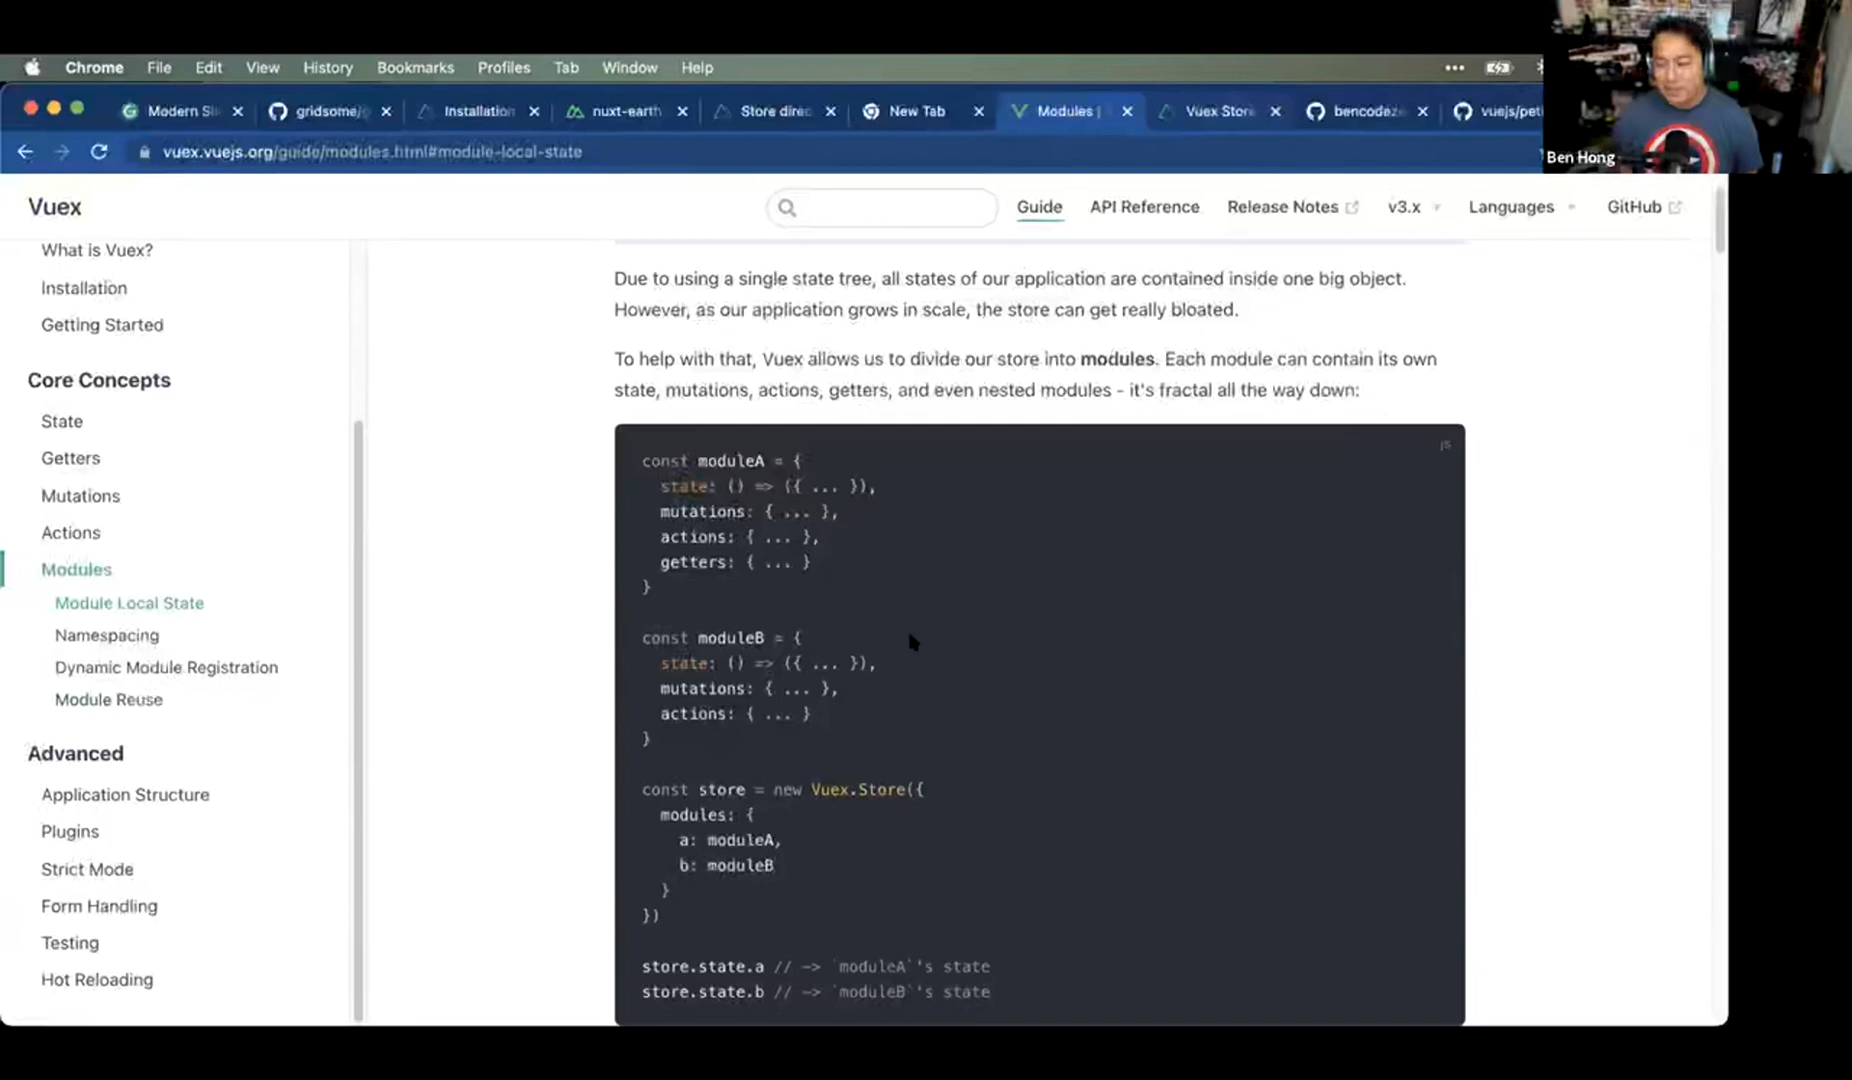 Chrome File Edit View History Bookmarks Profiles Tab Window Help
Modern St gridsome/ Installation nuxt-earth Store direc New Tab Modules | Vuex Store bencodeze vuejs/pet
vuex.vuejs.org/guide/modules.html#module-local-state
Ben Hong
Vuex
Guide API Reference Release Notes v3.x Languages GitHub
What is Vuex?
Installation
Getting Started
Core Concepts
State
Getters
Mutations
Actions
Modules
Module Local State
Namespacing
Dynamic Module Registration
Module Reuse
Advanced
Application Structure
Plugins
Strict Mode
Form Handling
Testing
Hot Reloading
Due to using a single state tree, all states of our application are contained inside one big object.
However, as our application grows in scale, the store can get really bloated.
To help with that, Vuex allows us to divide our store into modules. Each module can contain its own
state, mutations, actions, getters, and even nested modules - it's fractal all the way down:
js
const moduleA = {
state: () => ({ ... }),
mutations: { ... },
actions: { ... },
getters: { ... }
}
const moduleB = {
state: () => ({ ... }),
mutations: { ... },
actions: { ... }
}
const store = new Vuex.Store({
modules: {
a: moduleA,
b: moduleB
}
})
store.state.a // -> `moduleA`'s state
store.state.b // -> `moduleB`'s state